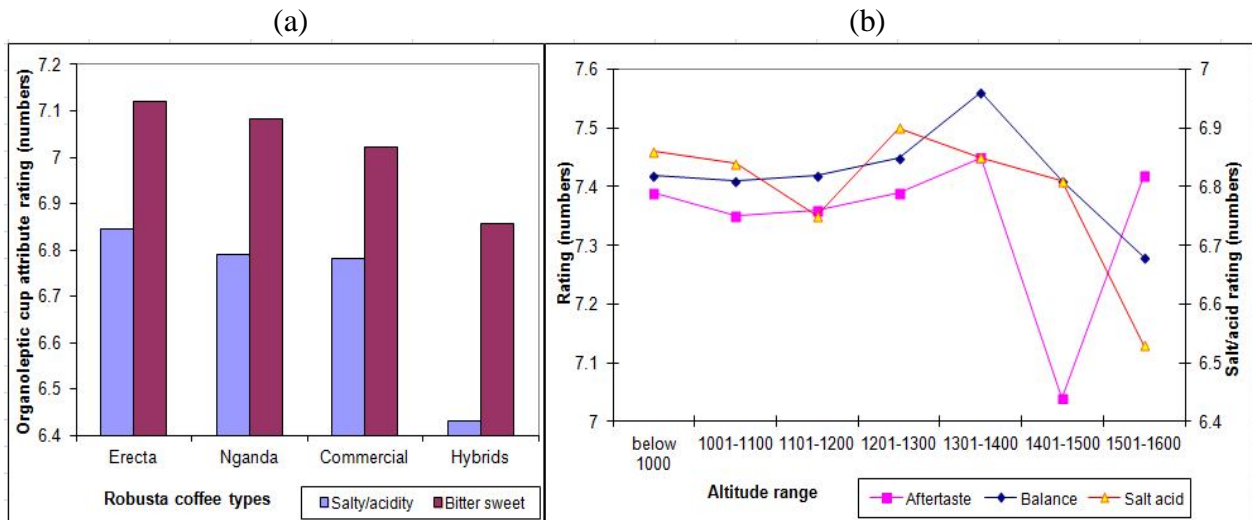 (a)
(b)
Organoleptic cup attribute rating (numbers)
7.2
7.1
7
6.9
6.8
6.7
6.6
6.5
6.4
Erecta Nganda Commercial Hybrids
Robusta coffee types
Salty/acidity Bitter sweet
Rating (numbers)
7.6
7.5
7.4
7.3
7.2
7.1
7
Salt/acid rating (numbers)
7
6.9
6.8
6.7
6.6
6.5
6.4
below 1001-1100 1101-1200 1201-1300 1301-1400 1401-1500 1501-1600
1000
Altitude range
Aftertaste Balance Salt acid